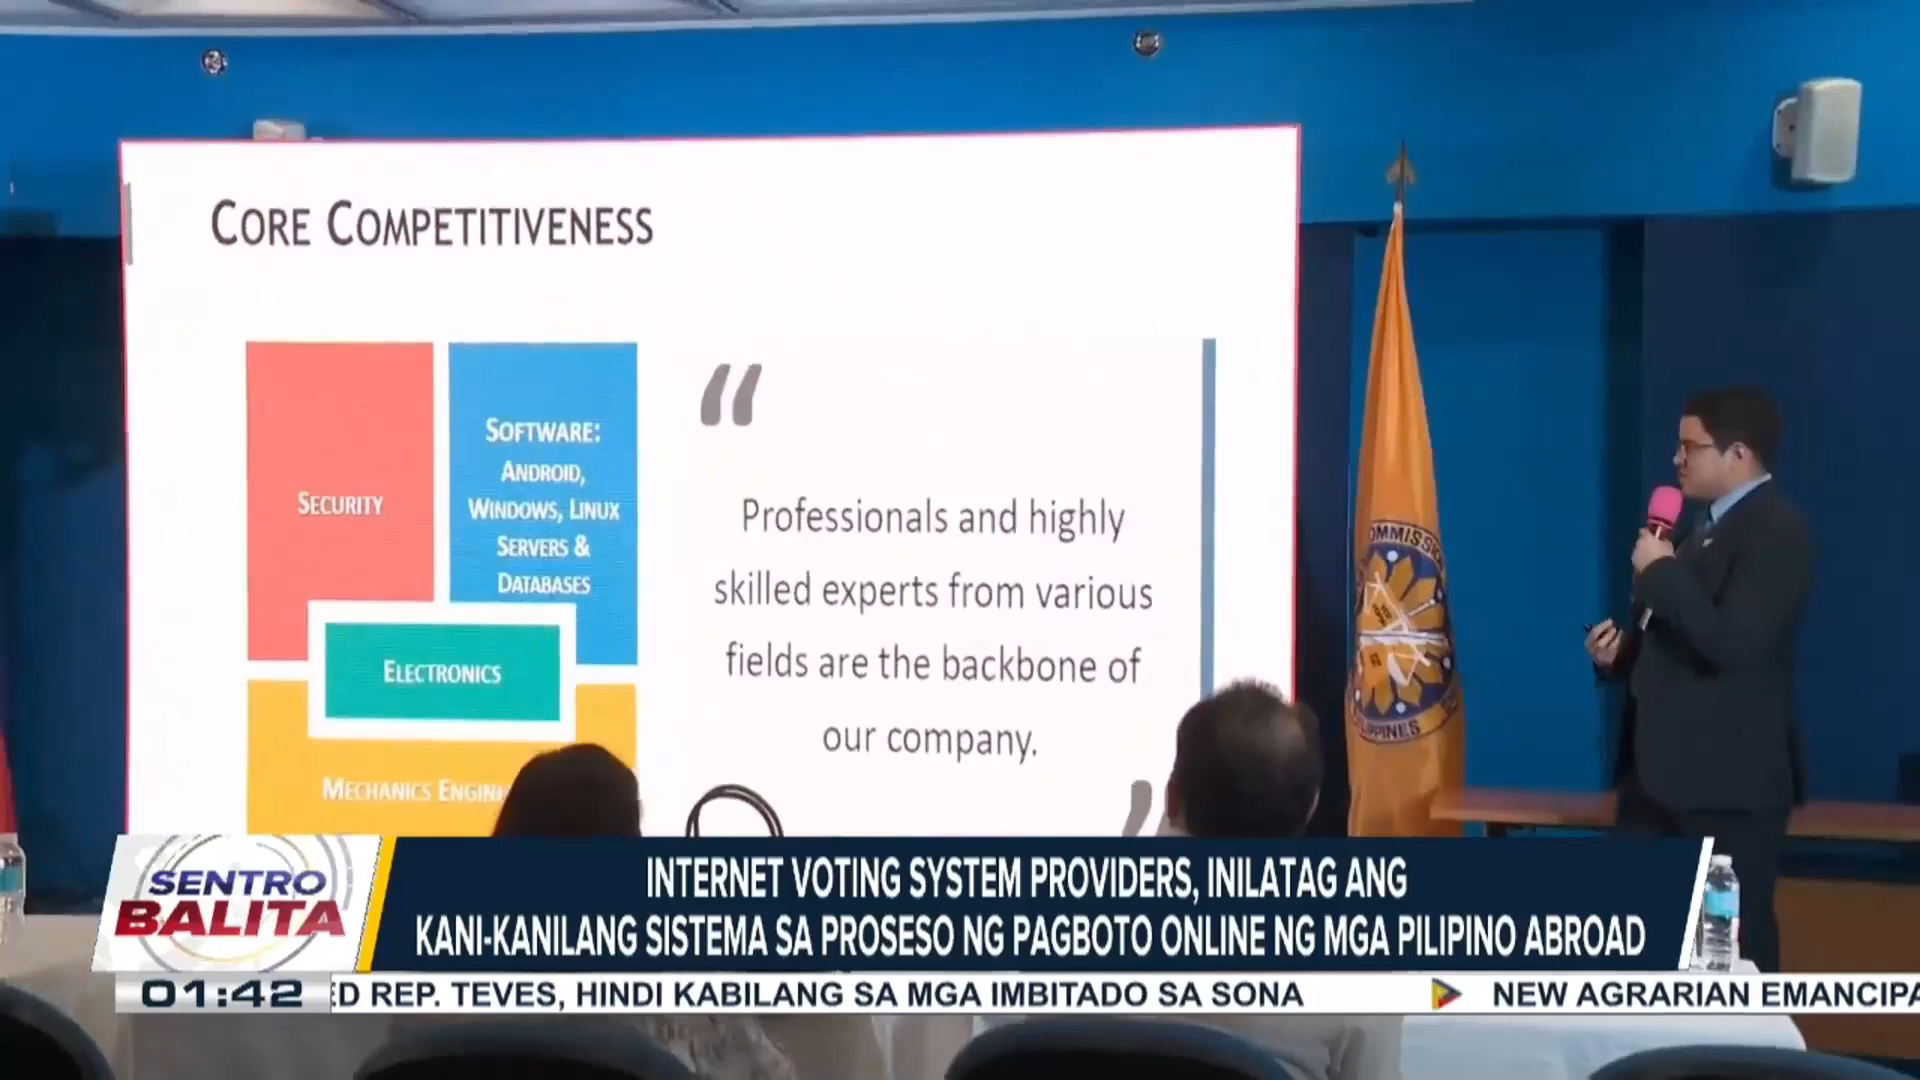 CORE COMPETITIVENESS
SECURITY
SOFTWARE:
ANDROID,
WINDOWS, LINUX
SERVERS &
DATABASES
ELECTRONICS
MECHANICS
“
Professionals and highly
skilled experts from various
fields are the backbone of
our company.
”
PHILIPPINES
SENTRO
BALITA
INTERNET VOTING SYSTEM PROVIDERS, INILATAG ANG
KANI-KANILANG SISTEMA SA PROSESO NG PAGBOTO ONLINE NG MGA PILIPINO ABROAD
01:42
ED REP. TEVES, HINDI KABILANG SA MGA IMBITADO SA SONA
NEW AGRARIAN EMANCIPA